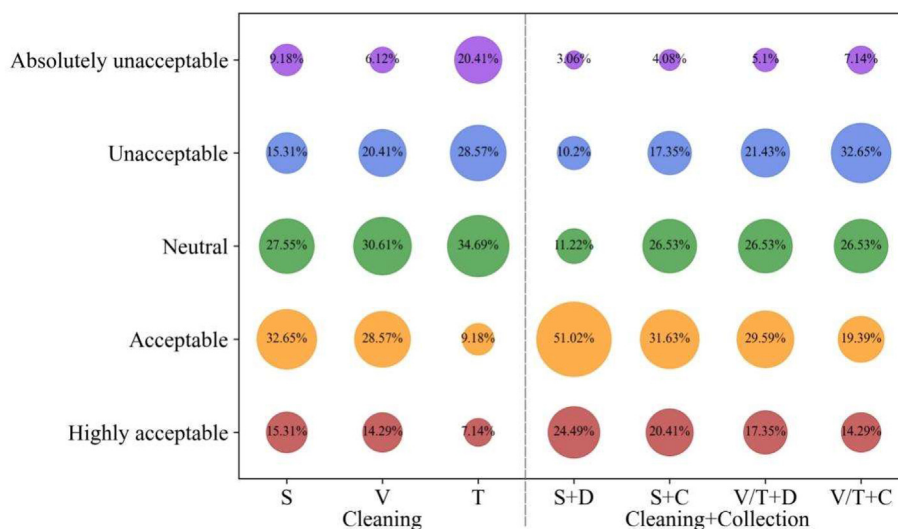 Absolutely unacceptable 9.18% 6.12% 20.41% 3.06% 4.08% 5.1% 7.14%
Unacceptable 15.31% 20.41% 28.57% 10.2% 17.35% 21.43% 32.65%
Neutral 27.55% 30.61% 34.69% 11.22% 26.53% 26.53% 26.53%
Acceptable 32.65% 28.57% 9.18% 51.02% 31.63% 29.59% 19.39%
Highly acceptable 15.31% 14.29% 7.14% 24.49% 20.41% 17.35% 14.29%
S V T S+D S+C V/T+D V/T+C
Cleaning Cleaning+Collection